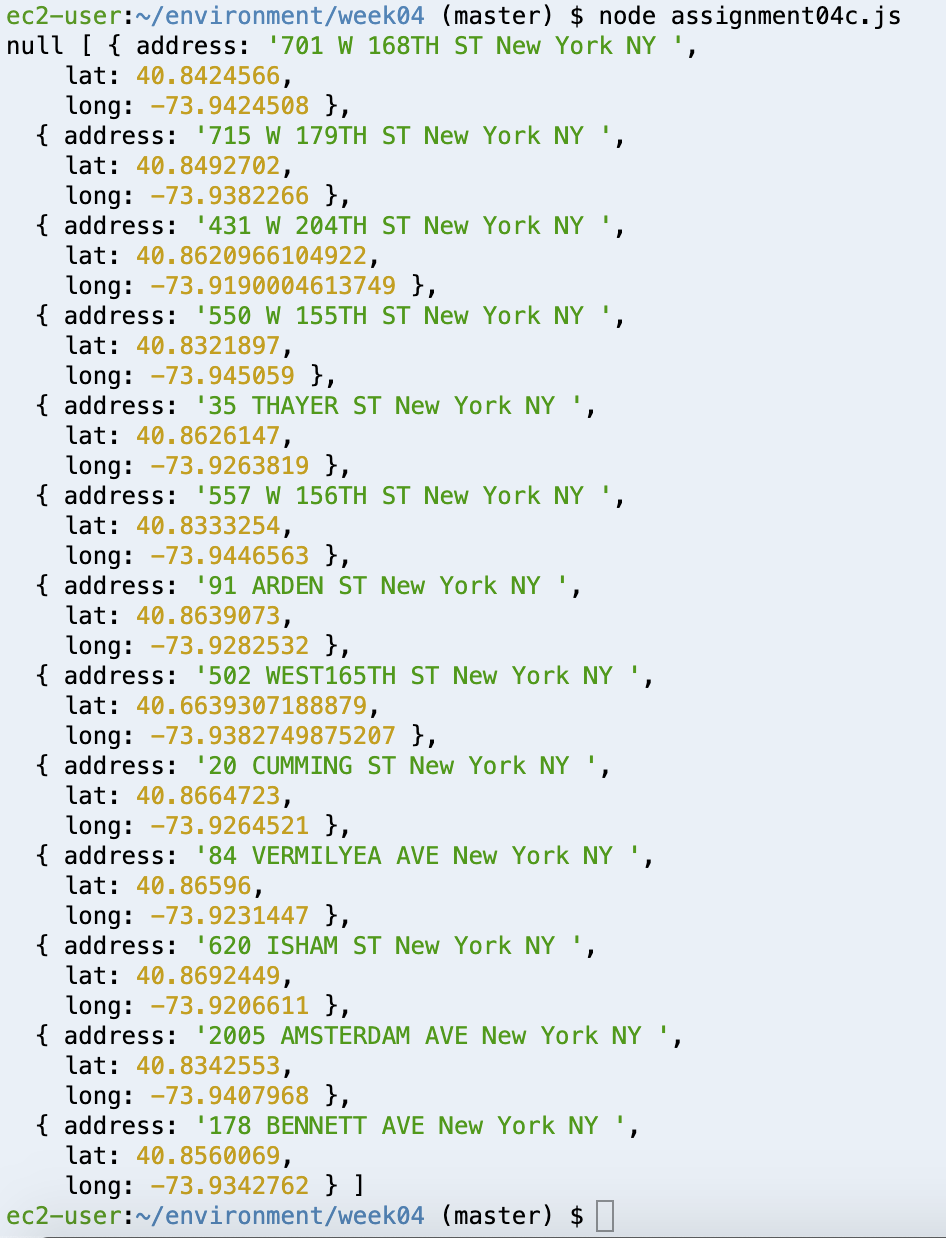 ec2-user:~/environment/week04 (master) $ node assignment04c.js
null [ { address: '701 W 168TH ST New York NY ',
    lat: 40.8424566,
    long: -73.9424508 },
  { address: '715 W 179TH ST New York NY ',
    lat: 40.8492702,
    long: -73.9382266 },
  { address: '431 W 204TH ST New York NY ',
    lat: 40.8620966104922,
    long: -73.9190004613749 },
  { address: '550 W 155TH ST New York NY ',
    lat: 40.8321897,
    long: -73.945059 },
  { address: '35 THAYER ST New York NY ',
    lat: 40.8626147,
    long: -73.9263819 },
  { address: '557 W 156TH ST New York NY ',
    lat: 40.8333254,
    long: -73.9446563 },
  { address: '91 ARDEN ST New York NY ',
    lat: 40.8639073,
    long: -73.9282532 },
  { address: '502 WEST165TH ST New York NY ',
    lat: 40.6639307188879,
    long: -73.9382749875207 },
  { address: '20 CUMMING ST New York NY ',
    lat: 40.8664723,
    long: -73.9264521 },
  { address: '84 VERMILYEA AVE New York NY ',
    lat: 40.86596,
    long: -73.9231447 },
  { address: '620 ISHAM ST New York NY ',
    lat: 40.8692449,
    long: -73.9206611 },
  { address: '2005 AMSTERDAM AVE New York NY ',
    lat: 40.8342553,
    long: -73.9407968 },
  { address: '178 BENNETT AVE New York NY ',
    lat: 40.8560069,
    long: -73.9342762 } ]
ec2-user:~/environment/week04 (master) $